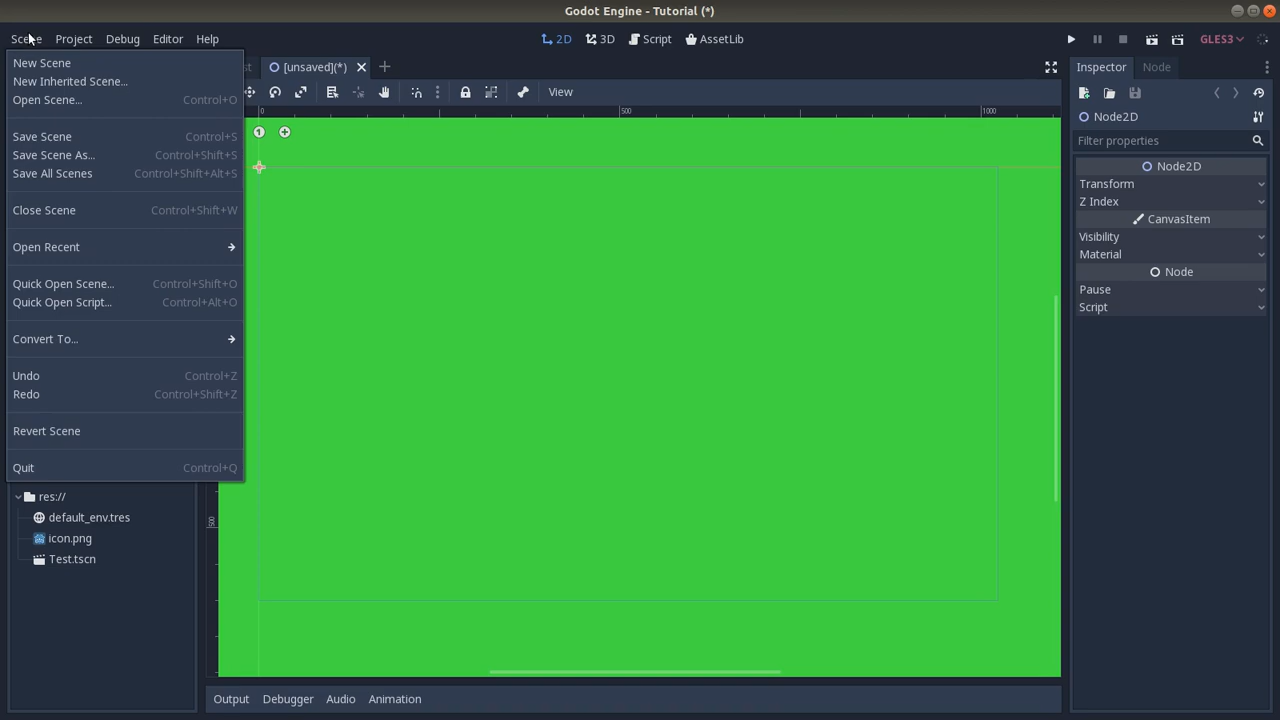 Godot Engine - Tutorial (*)
Scene Project Debug Editor Help
2D 3D Script AssetLib
GLES3
New Scene
New Inherited Scene...
Open Scene... Control+O
Save Scene Control+S
Save Scene As... Control+Shift+S
Save All Scenes Control+Shift+Alt+S
Close Scene Control+Shift+W
Open Recent
Quick Open Scene... Control+Shift+O
Quick Open Script... Control+Alt+O
Convert To...
Undo Control+Z
Redo Control+Shift+Z
Revert Scene
Quit Control+Q
res://
default_env.tres
icon.png
Test.tscn
[unsaved](*)
View
0 500 1000
1
500
Output Debugger Audio Animation
Inspector Node
Node2D
Filter properties
Node2D
Transform
Z Index
CanvasItem
Visibility
Material
Node
Pause
Script